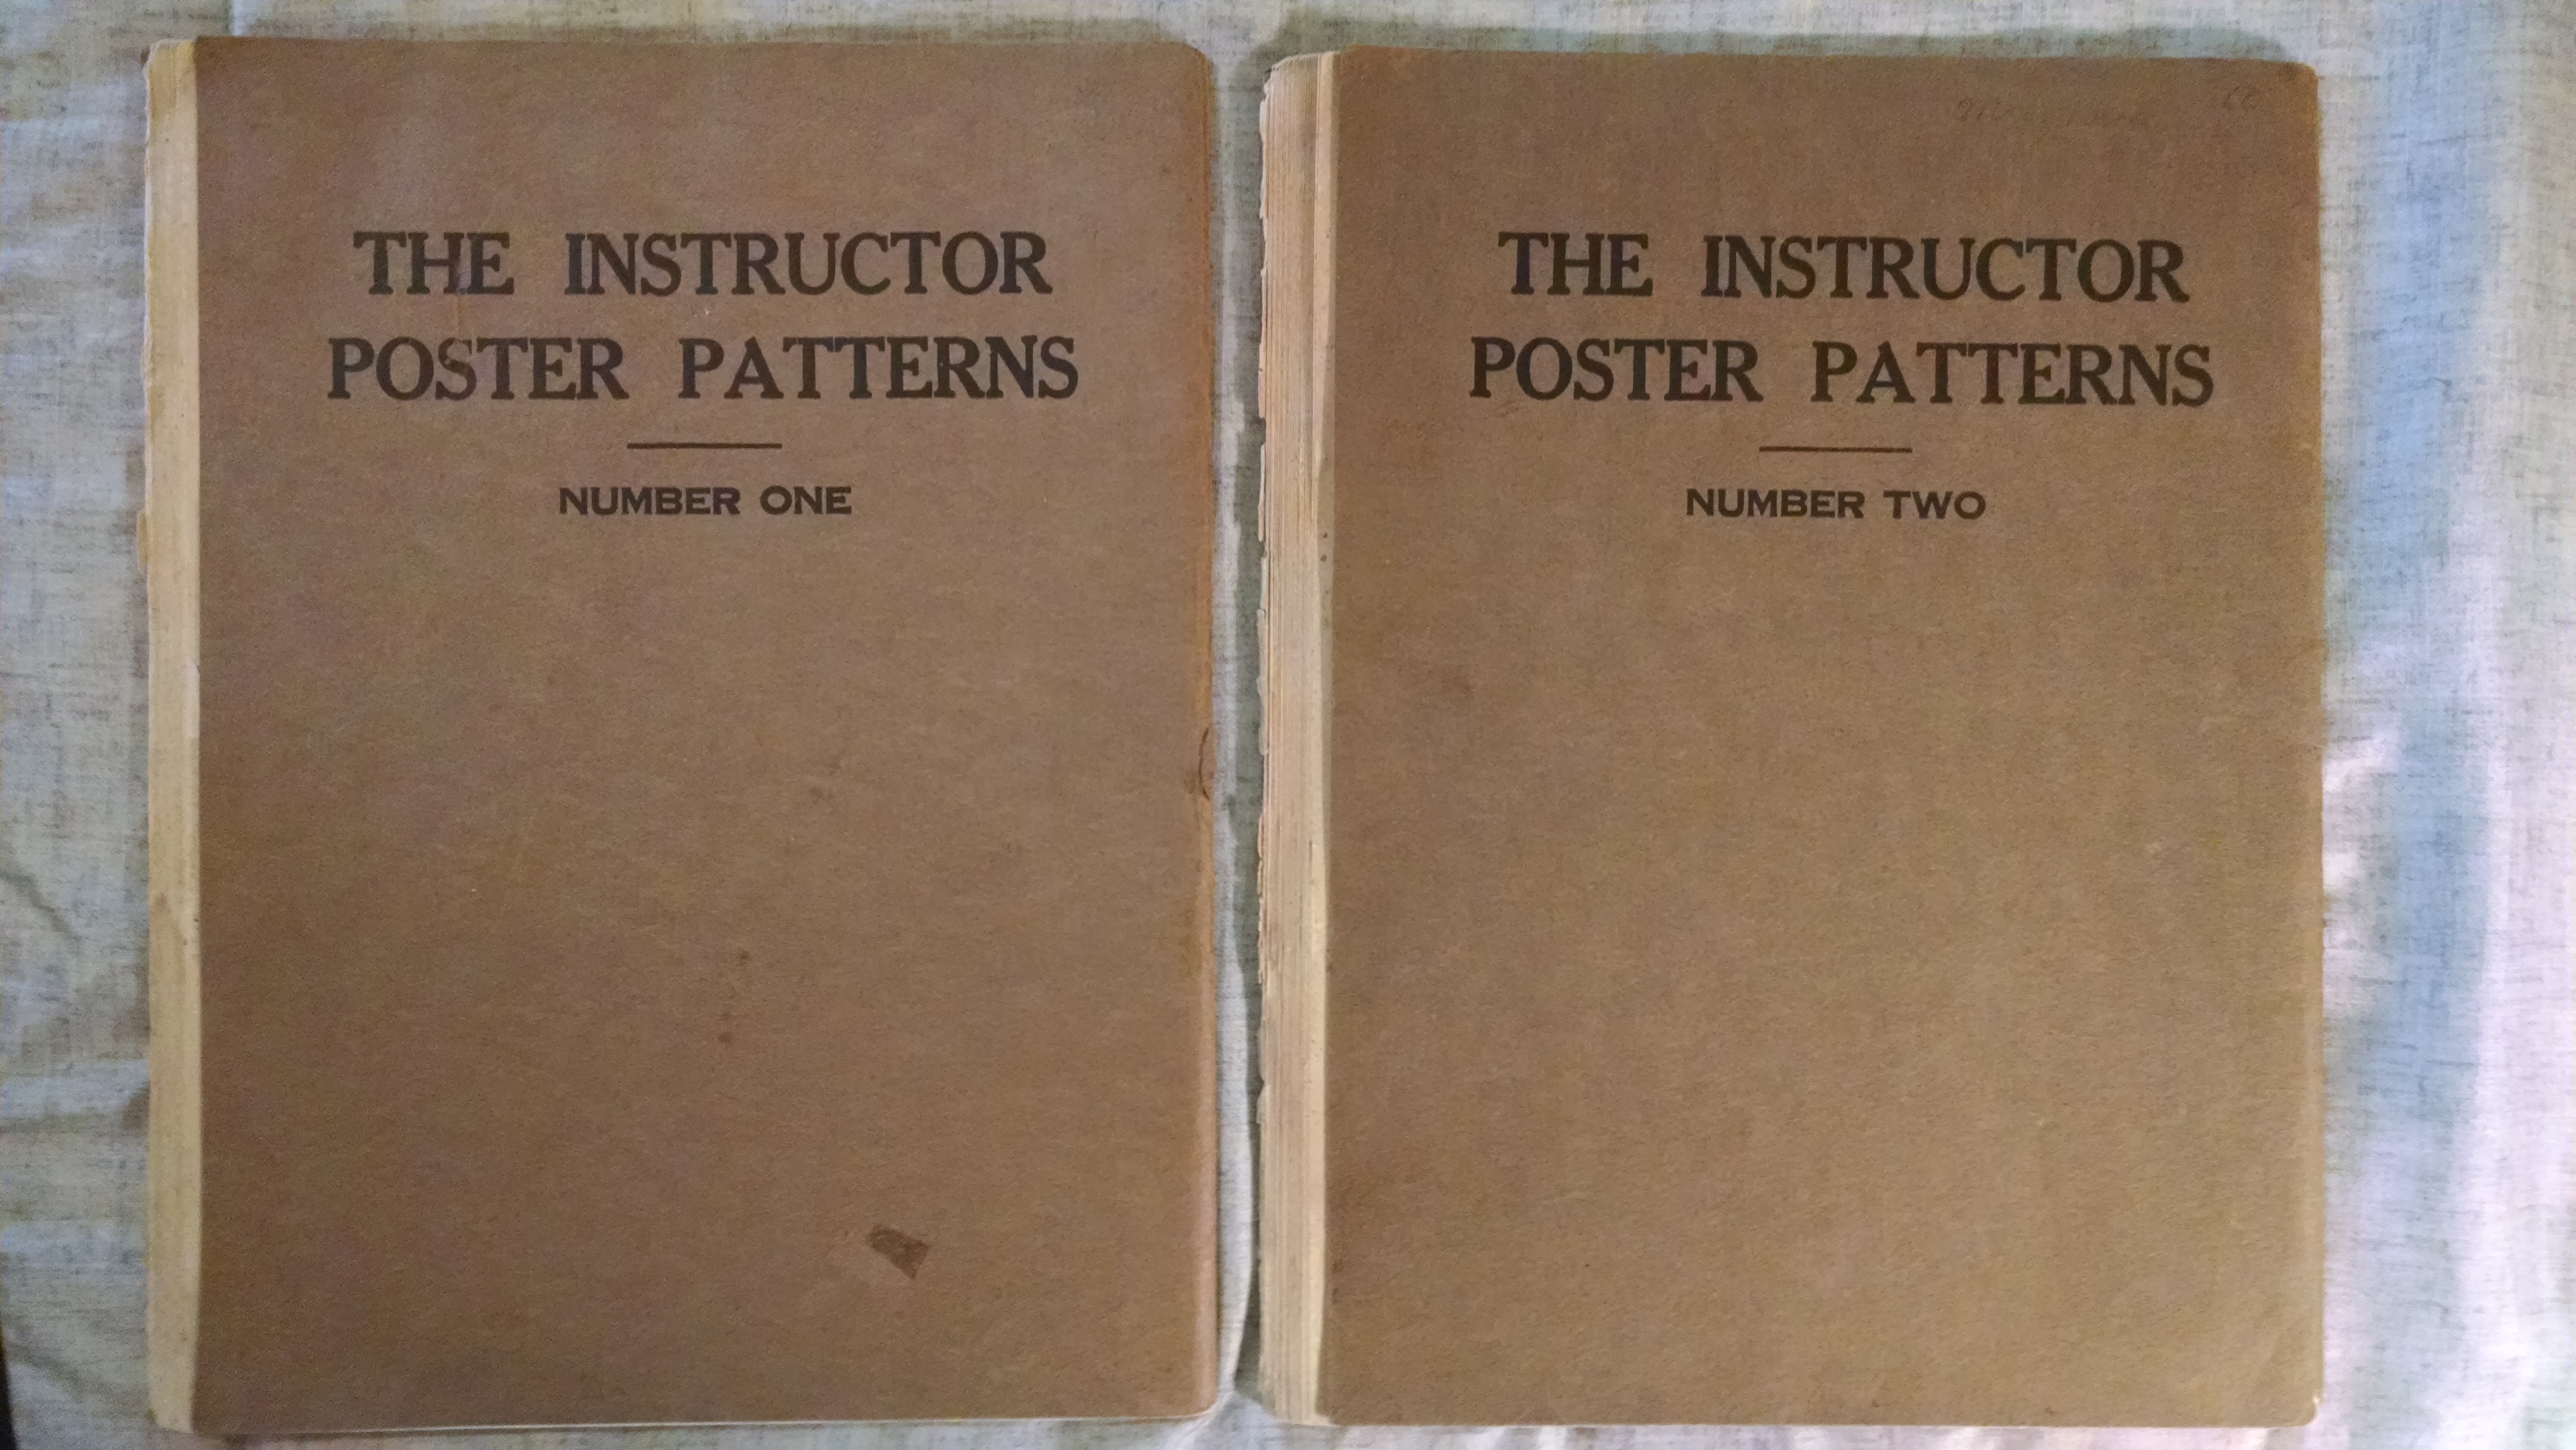 THE INSTRUCTOR
POSTER PATTERNS
NUMBER ONE
THE INSTRUCTOR
POSTER PATTERNS
NUMBER TWO